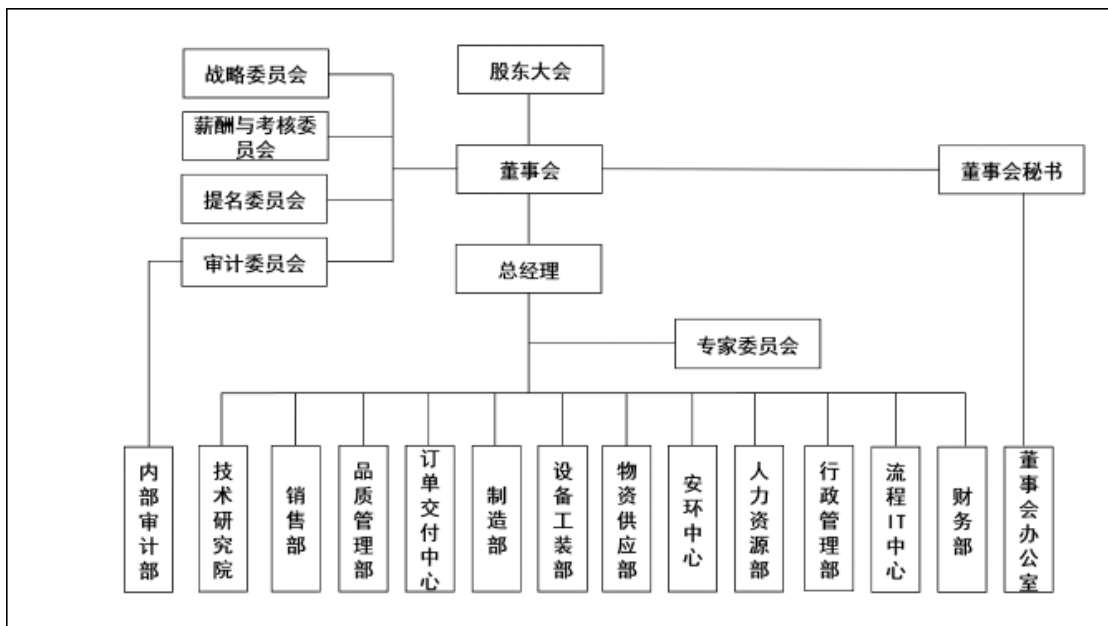 战略委员会
股东大会
薪酬与考核委
员会
董事会
董事会秘书
提名委员会
审计委员会
总经理
专家委员会
内部审计部
技术研究院
销售部
品质管理部
订单交付中心
制造部
设备工装部
物资供应部
安环中心
人力资源部
行政管理部
流程IT中心
财务部
董事会办公室